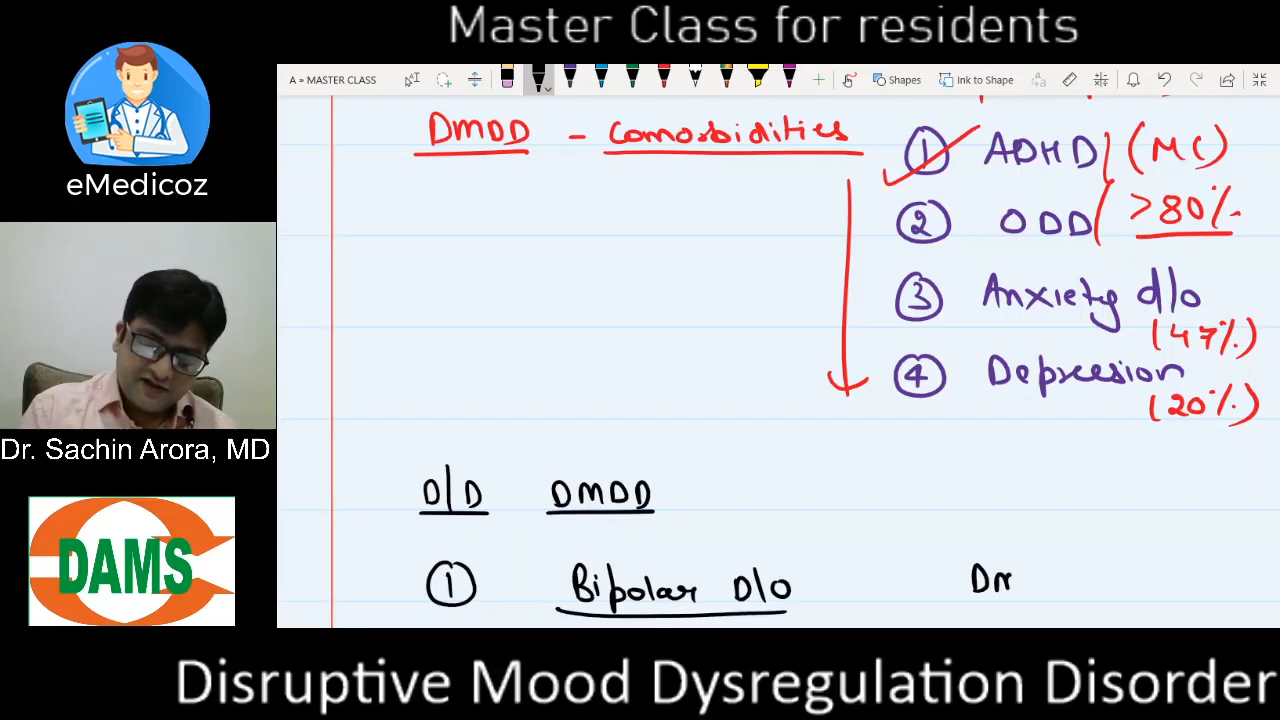 Master Class for residents
A » MASTER CLASS
Shapes
Ink to Shape
eMedicoz
DMDD - Comorbidities
① ADHD (MC)
② ODD >80%
③ Anxiety d/o
(47%)
④ Depression
(20%)
Dr. Sachin Arora, MD
DAMS
D/D DMDD
① Bipolar D/O
Disruptive Mood Dysregulation Disorder